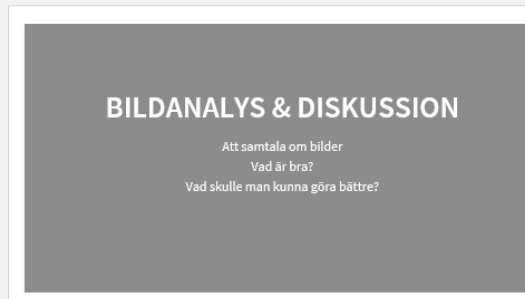 BILDANALYS & DISKUSSION
Att samtala om bilder
Vad är bra?
Vad skulle man kunna göra bättre?